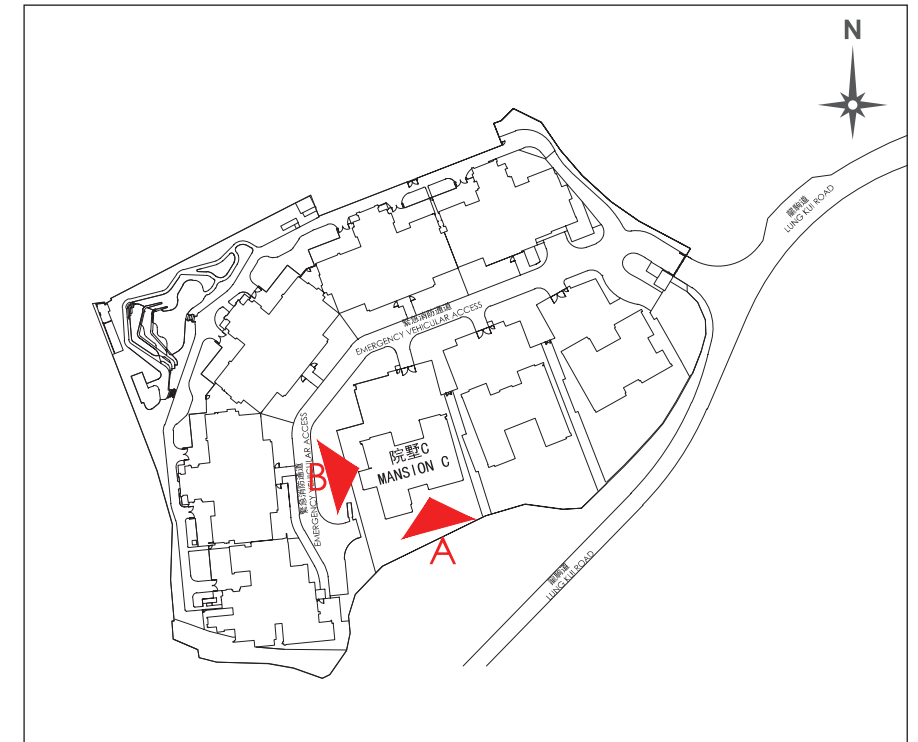 N
龍駒道
LUNG KUI ROAD
緊急消防通道
EMERGENCY VEHICULAR ACCESS
院墅C
MANSION C
緊急消防通道
EMERGENCY VEHICULAR ACCESS
B
A
龍駒道
LUNG KUI ROAD